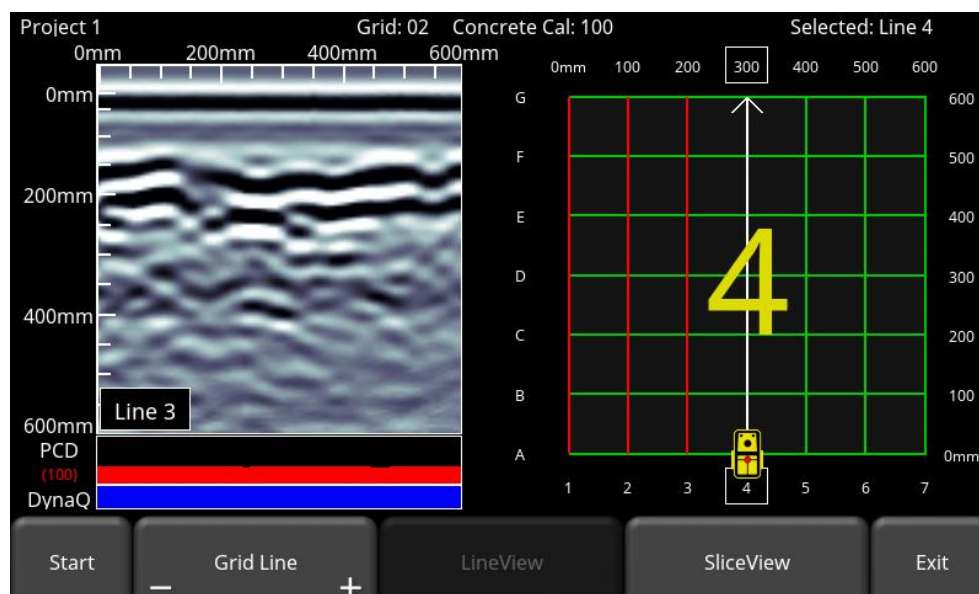 Project 1 Grid: 02 Concrete Cal: 100 Selected: Line 4
0mm 200mm 400mm 600mm
0mm
200mm
400mm
600mm
Line 3
PCD
(100)
DynaQ
0mm 100 200 300 400 500 600
G 600
F 500
E 400
D 300
C 200
B 100
A 0mm
4
1 2 3 4 5 6 7
Start − Grid Line + LineView SliceView Exit